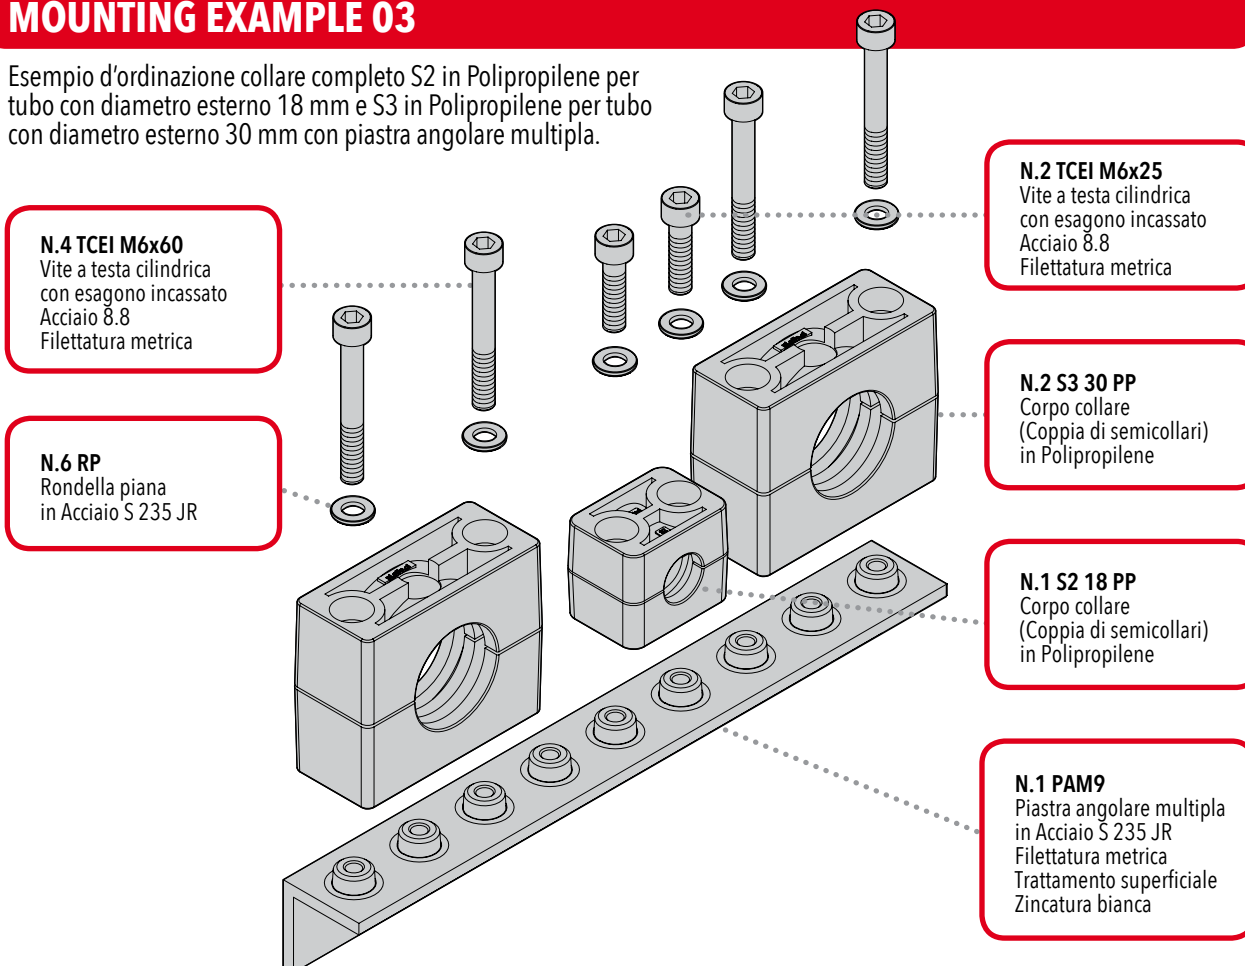 MOUNTING EXAMPLE 03
Esempio d'ordinazione collare completo S2 in Polipropilene per
tubo con diametro esterno 18 mm e S3 in Polipropilene per tubo
con diametro esterno 30 mm con piastra angolare multipla.
N.4 TCEI M6x60
Vite a testa cilindrica
con esagono incassato
Acciaio 8.8
Filettatura metrica
N.6 RP
Rondella piana
in Acciaio S 235 JR
N.2 TCEI M6x25
Vite a testa cilindrica
con esagono incassato
Acciaio 8.8
Filettatura metrica
N.2 S3 30 PP
Corpo collare
(Coppia di semicollari)
in Polipropilene
N.1 S2 18 PP
Corpo collare
(Coppia di semicollari)
in Polipropilene
N.1 PAM9
Piastra angolare multipla
in Acciaio S 235 JR
Filettatura metrica
Trattamento superficiale
Zincatura bianca